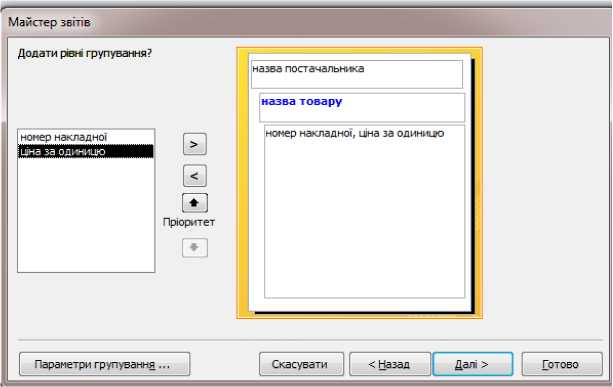 Майстер звітів
Додати рівні групування?
назва постачальника
назва товару
номер накладної, ціна за одиницю
номер накладної
ціна за одиницю
>
<
Пріоритет
Параметри групування ...
Скасувати
< Назад
Далі >
Готово